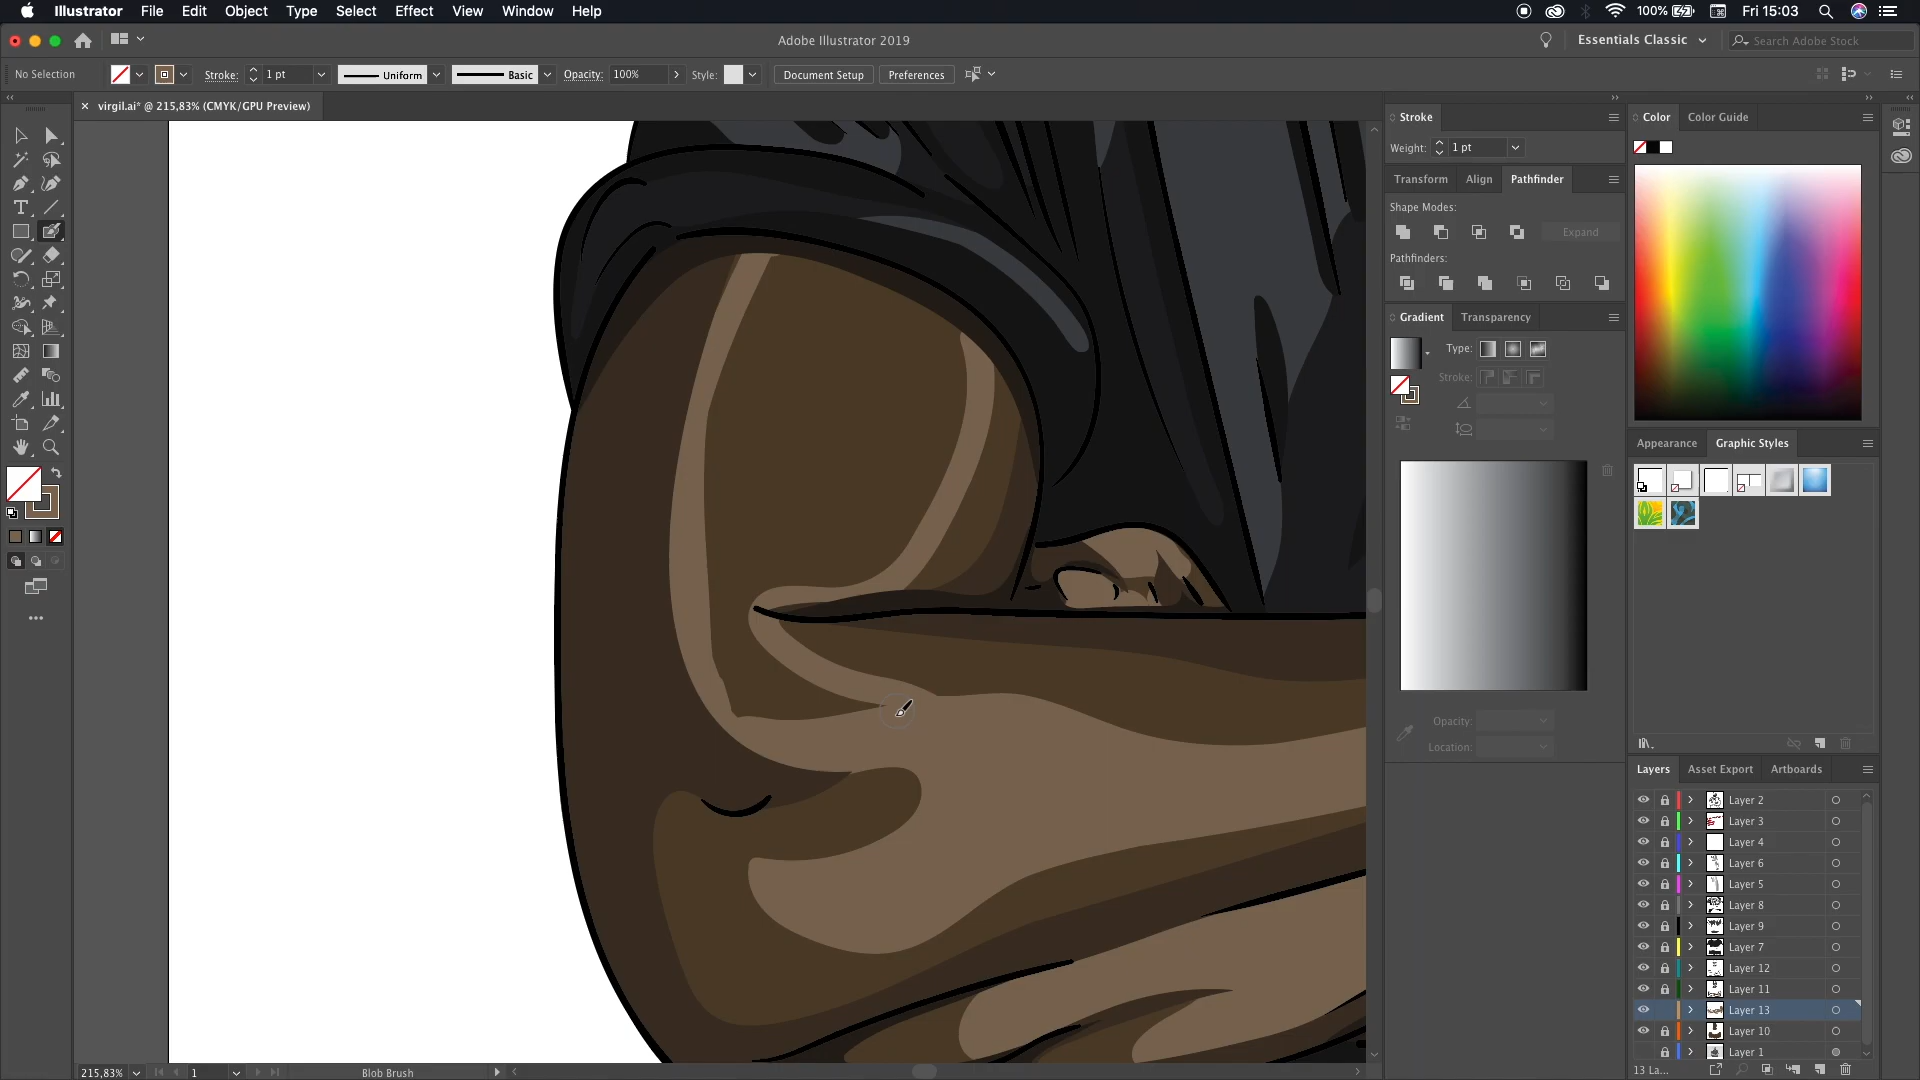 Illustrator File Edit Object Type Select Effect View Window Help 100% Fri 15:03
Adobe Illustrator 2019 Essentials Classic Search Adobe Stock
No Selection Stroke: 1 pt Uniform Basic Opacity: 100% Style: Document Setup Preferences
virgil.ai* @ 215,83% (CMYK/GPU Preview)
Stroke
Weight: 1 pt
Transform Align Pathfinder
Shape Modes:
Expand
Pathfinders:
Gradient Transparency
Type:
Stroke:
Opacity:
Location:
Color Color Guide
Appearance Graphic Styles
Layers Asset Export Artboards
Layer 2
Layer 3
Layer 4
Layer 6
Layer 5
Layer 8
Layer 9
Layer 7
Layer 12
Layer 11
Layer 13
Layer 10
Layer 1
13 La...
215,83% 1 Blob Brush